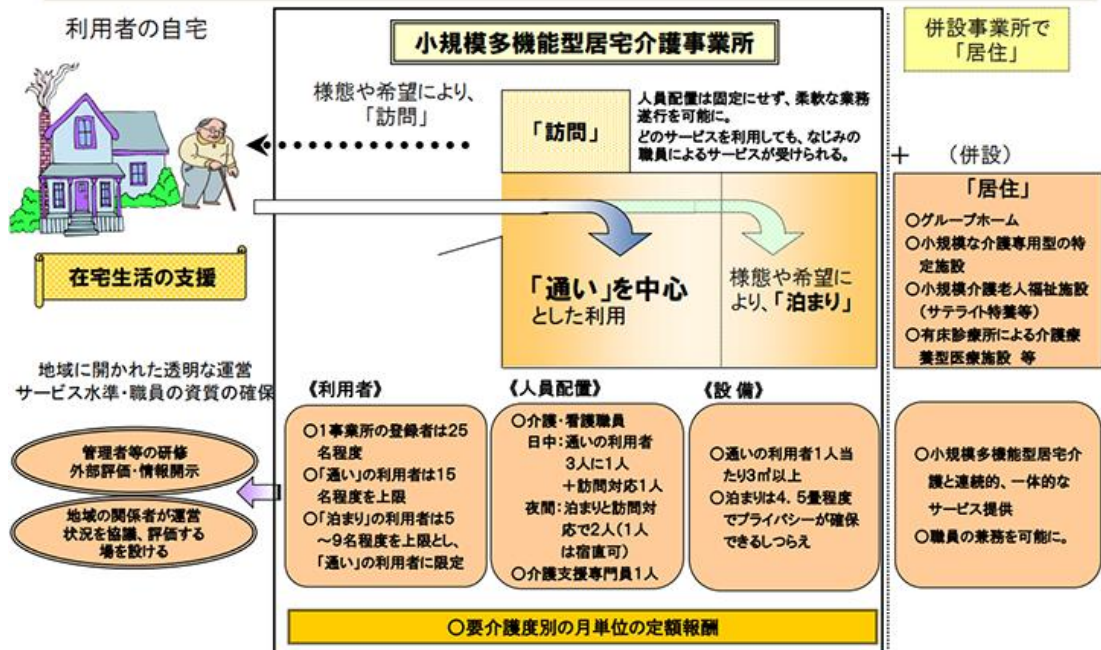 利用者の自宅
小規模多機能型居宅介護事業所
併設事業所で
「居住」
様態や希望により、
「訪問」
「訪問」
人員配置は固定にせず、柔軟な業務
遂行を可能に。
どのサービスを利用しても、なじみの
職員によるサービスが受けられる。
+ (併設)
在宅生活の支援
「通い」を中心
とした利用
様態や希望に
より、「泊まり」
「居住」
○グループホーム
○小規模な介護専用型の特
定施設
○小規模介護老人福祉施設
(サテライト特養等)
○有床診療所による介護療
養型医療施設 等
地域に開かれた透明な運営
サービス水準・職員の資質の確保
管理者等の研修
外部評価・情報開示
地域の関係者が運営
状況を協議、評価する
場を設ける
《利用者》
○1事業所の登録者は25
名程度
○「通い」の利用者は15
名程度を上限
○「泊まり」の利用者は5
~9名程度を上限とし、
「通い」の利用者に限定
《人員配置》
○介護・看護職員
日中:通いの利用者
3人に1人
+訪問対応1人
夜間:泊まりと訪問対
応で2人(1人
は宿直可)
○介護支援専門員1人
《設 備》
○通いの利用者1人当
たり3㎡以上
○泊まりは4.5畳程度
でプライバシーが確保
できるしつらえ
○小規模多機能型居宅介
護と連続的、一体的な
サービス提供
○職員の兼務を可能に。
○要介護度別の月単位の定額報酬